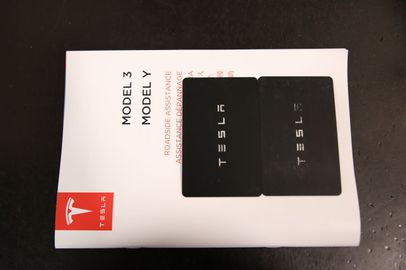 MODEL 3
MODEL Y
ROADSIDE ASSISTANCE
ASSISTANCE DÉPANNAGE
TESLA
TESLA
TESLA